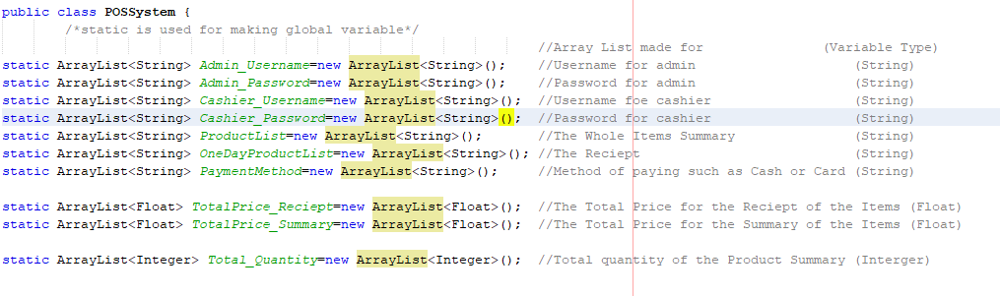 public class POSSystem {
/*static is used for making global variable*/
//Array List made for (Variable Type)
static ArrayList<String> Admin_Username=new ArrayList<String>(); //Username for admin (String)
static ArrayList<String> Admin_Password=new ArrayList<String>(); //Password for admin (String)
static ArrayList<String> Cashier_Username=new ArrayList<String>(); //Username foe cashier (String)
static ArrayList<String> Cashier_Password=new ArrayList<String>(); //Password for cashier (String)
static ArrayList<String> ProductList=new ArrayList<String>(); //The Whole Items Summary (String)
static ArrayList<String> OneDayProductList=new ArrayList<String>(); //The Reciept (String)
static ArrayList<String> PaymentMethod=new ArrayList<String>(); //Method of paying such as Cash or Card (String)
static ArrayList<Float> TotalPrice_Reciept=new ArrayList<Float>(); //The Total Price for the Reciept of the Items (Float)
static ArrayList<Float> TotalPrice_Summary=new ArrayList<Float>(); //The Total Price for the Summary of the Items (Float)
static ArrayList<Integer> Total_Quantity=new ArrayList<Integer>(); //Total quantity of the Product Summary (Interger)